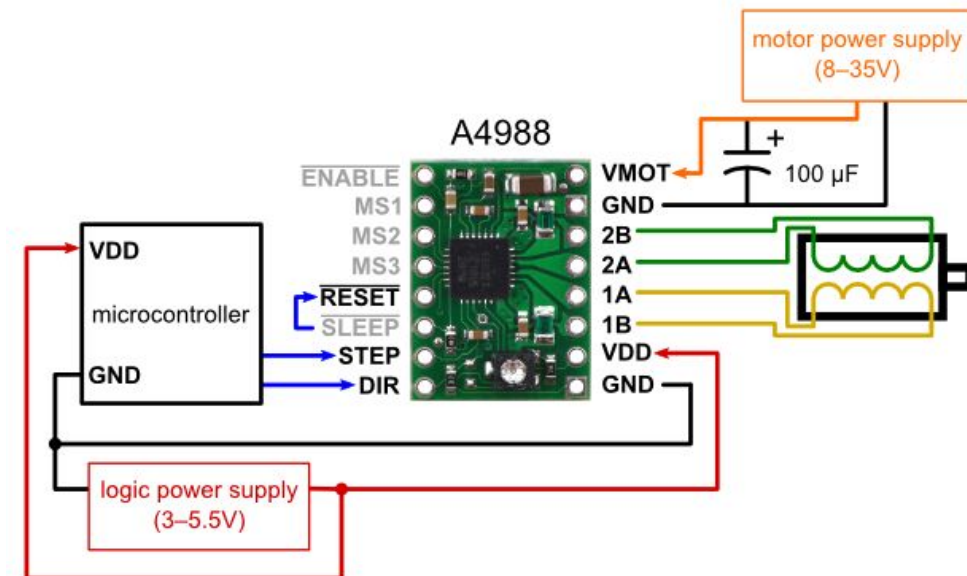 motor power supply
(8–35V)
A4988
+
100 µF
ENABLE
MS1
MS2
MS3
RESET
SLEEP
STEP
DIR
VMOT
GND
2B
2A
1A
1B
VDD
GND
VDD
microcontroller
GND
logic power supply
(3–5.5V)